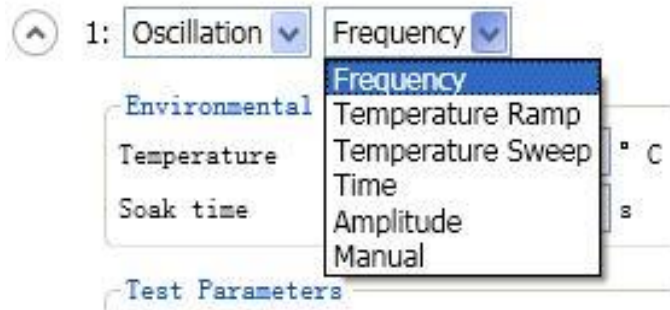 1: Oscillation Frequency
Frequency
Environmental
Temperature Ramp
Temperature
Temperature Sweep
° C
Time
Soak time
s
Amplitude
Manual
Test Parameters